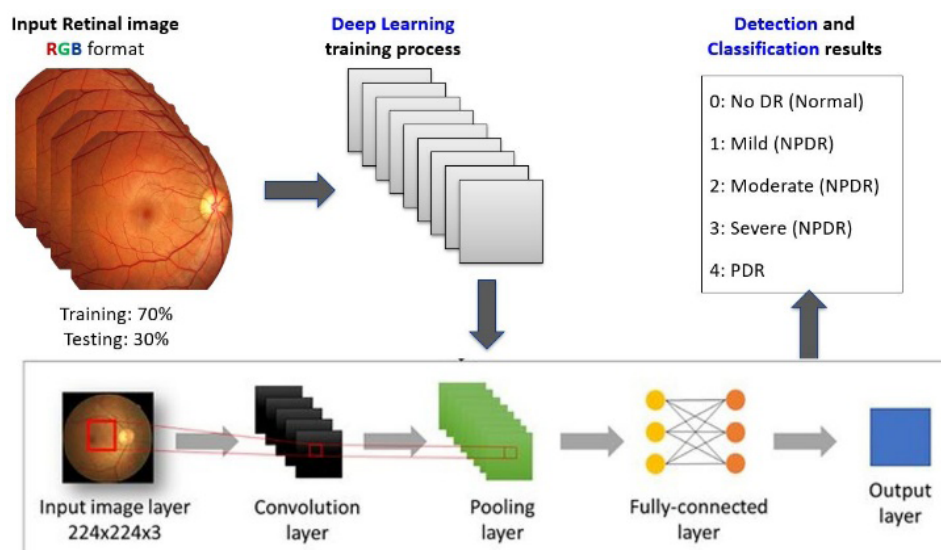 Input Retinal image
RGB format
Deep Learning
training process
Detection and
Classification results
0: No DR (Normal)
1: Mild (NPDR)
2: Moderate (NPDR)
3: Severe (NPDR)
4: PDR
Training: 70%
Testing: 30%
Input image layer
224x224x3
Convolution
layer
Pooling
layer
Fully-connected
layer
Output
layer